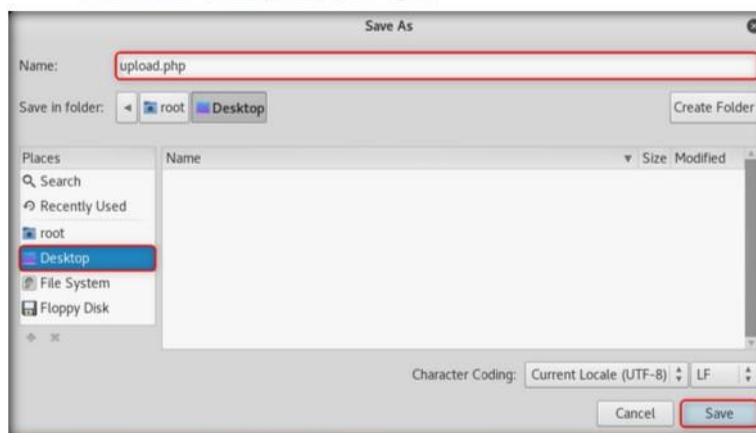 Save As
Name: upload.php
Save in folder: root Desktop Create Folder
Places Name Size Modified
Search
Recently Used
root
Desktop
File System
Floppy Disk
Character Coding: Current Locale (UTF-8) LF
Cancel Save